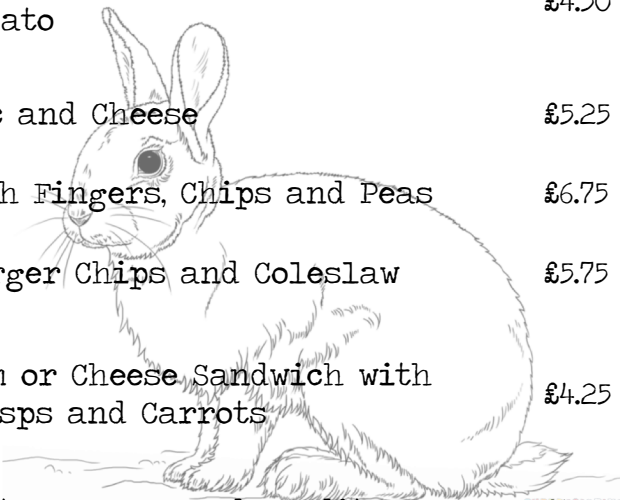 ato £4.50
c and Cheese £5.25
h Fingers, Chips and Peas £6.75
rger Chips and Coleslaw £5.75
or Cheese Sandwich with
sps and Carrots £4.25